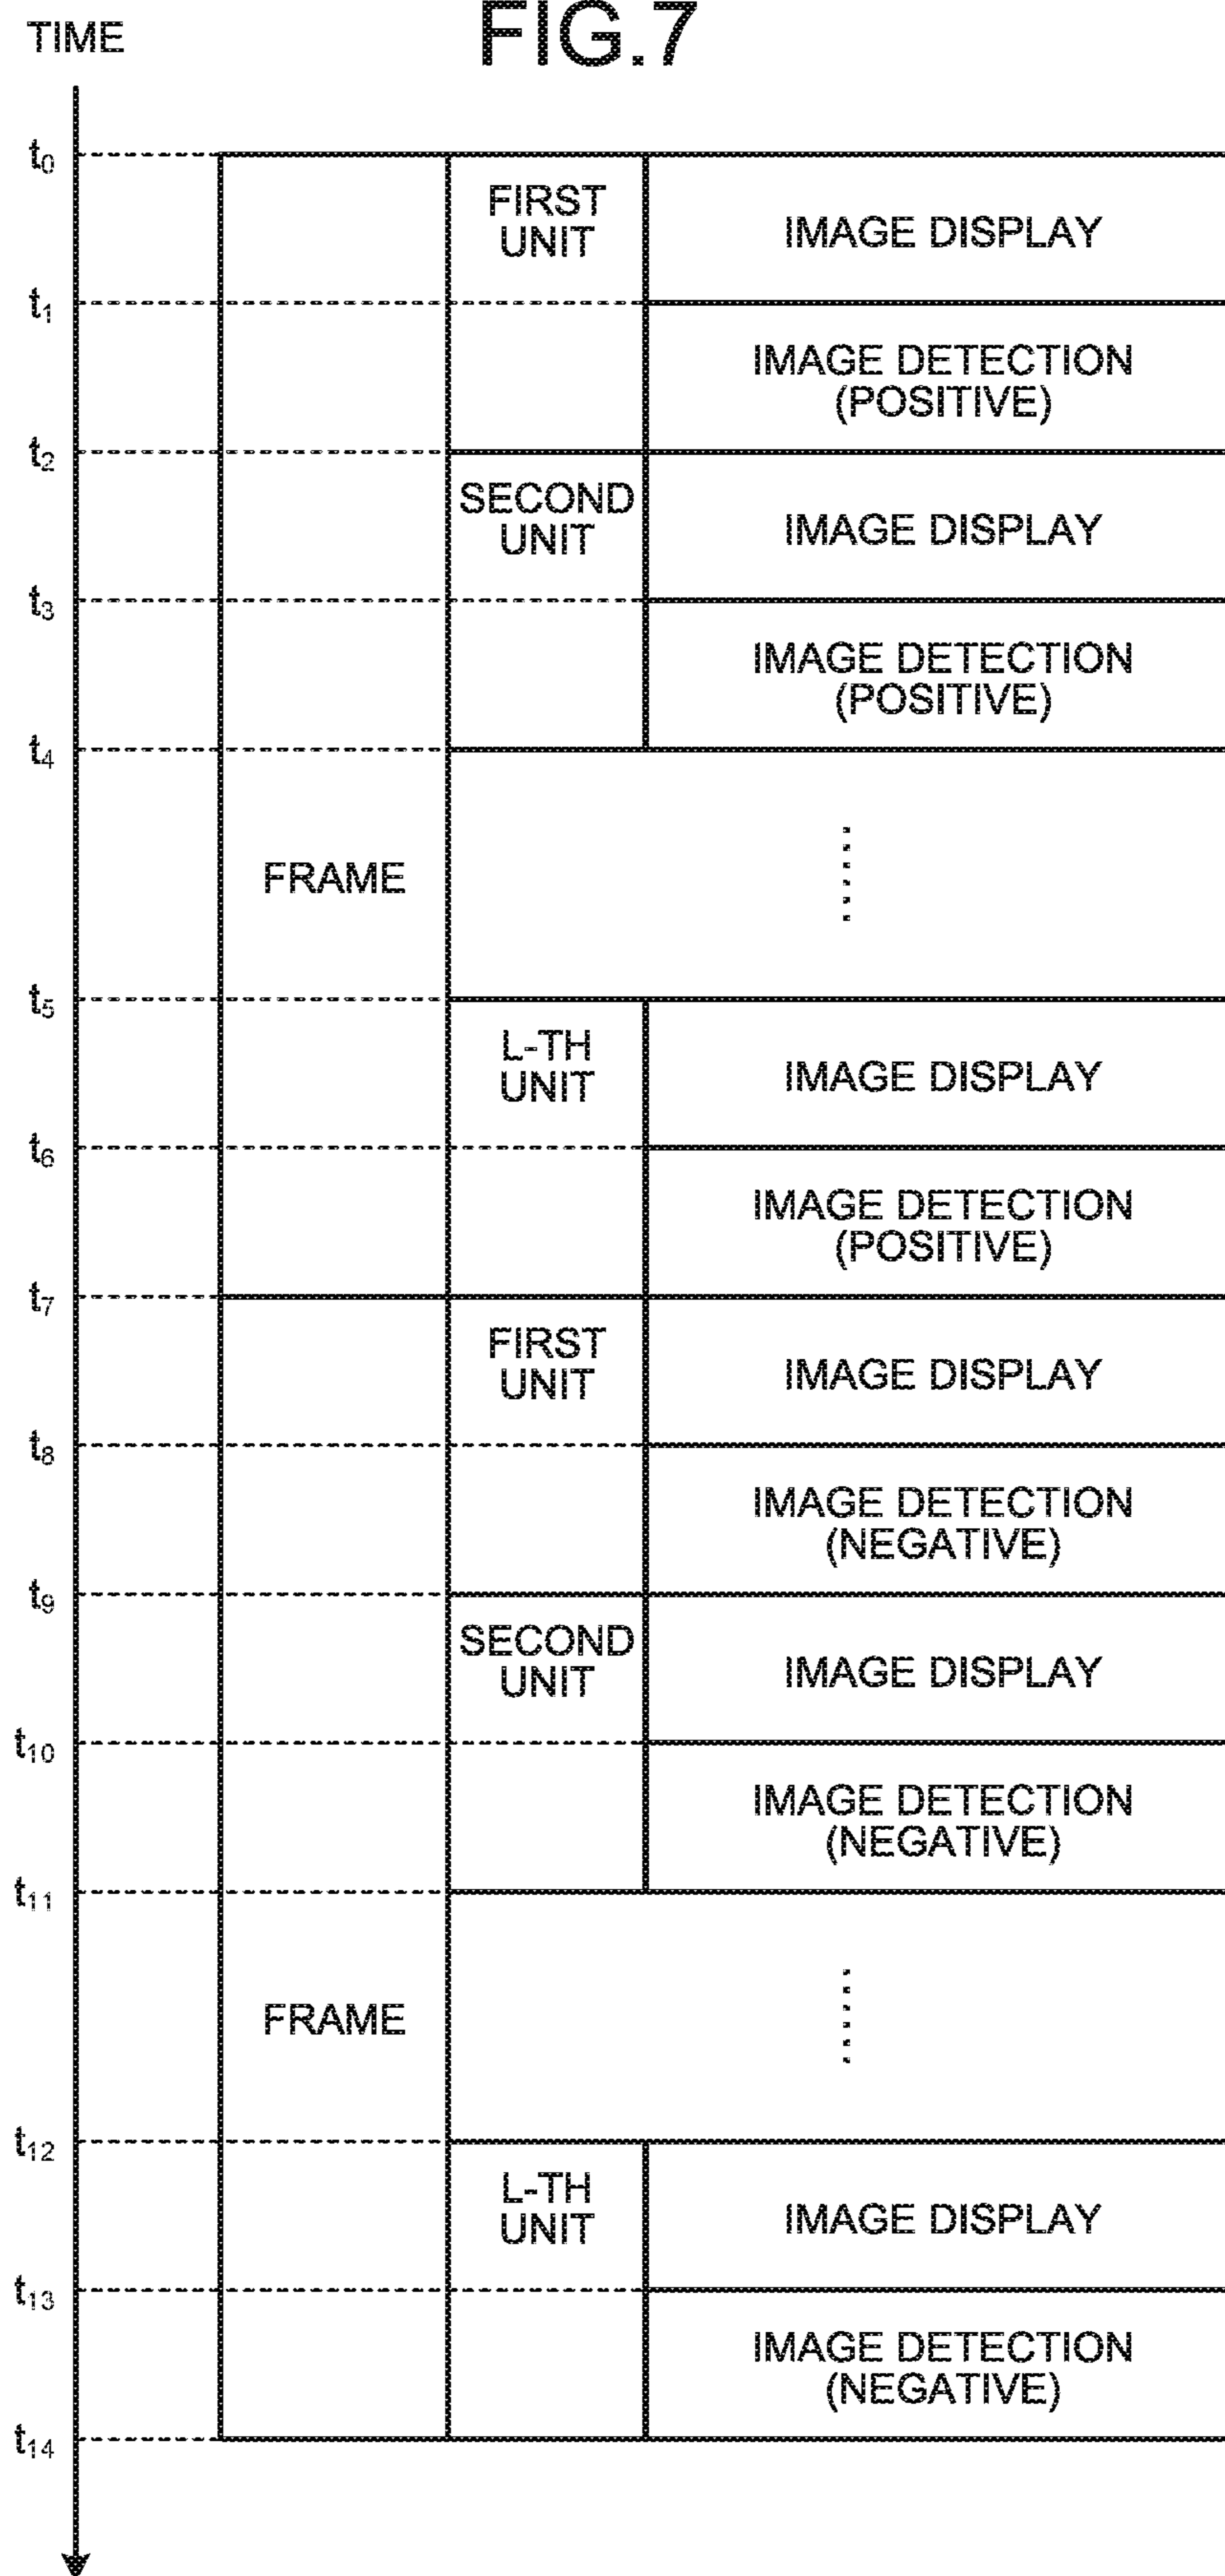 FIG.7
TIME
t0
FIRST
UNIT
IMAGE DISPLAY
t1
IMAGE DETECTION
(POSITIVE)
t2
SECOND
UNIT
IMAGE DISPLAY
t3
IMAGE DETECTION
(POSITIVE)
t4
FRAME
t5
L-TH
UNIT
IMAGE DISPLAY
t6
IMAGE DETECTION
(POSITIVE)
t7
FIRST
UNIT
IMAGE DISPLAY
t8
IMAGE DETECTION
(NEGATIVE)
t9
SECOND
UNIT
IMAGE DISPLAY
t10
IMAGE DETECTION
(NEGATIVE)
t11
FRAME
t12
L-TH
UNIT
IMAGE DISPLAY
t13
IMAGE DETECTION
(NEGATIVE)
t14